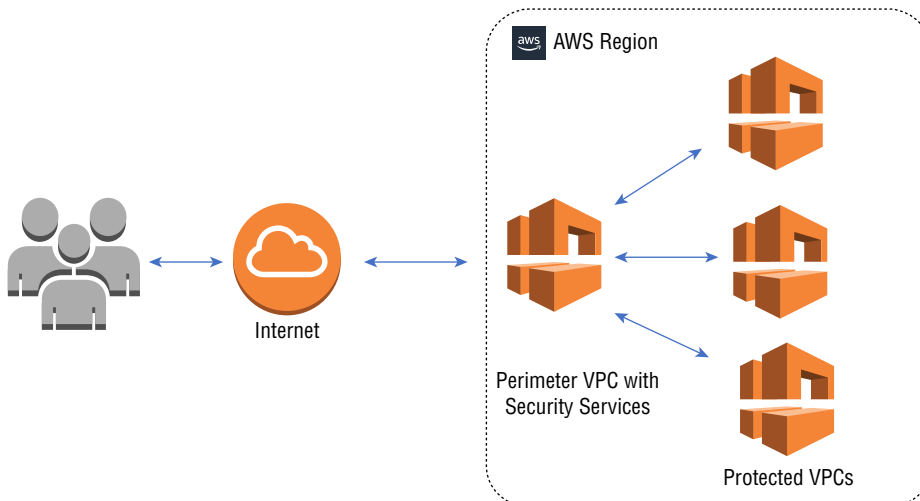 aws
AWS Region
Internet
Perimeter VPC with
Security Services
Protected VPCs